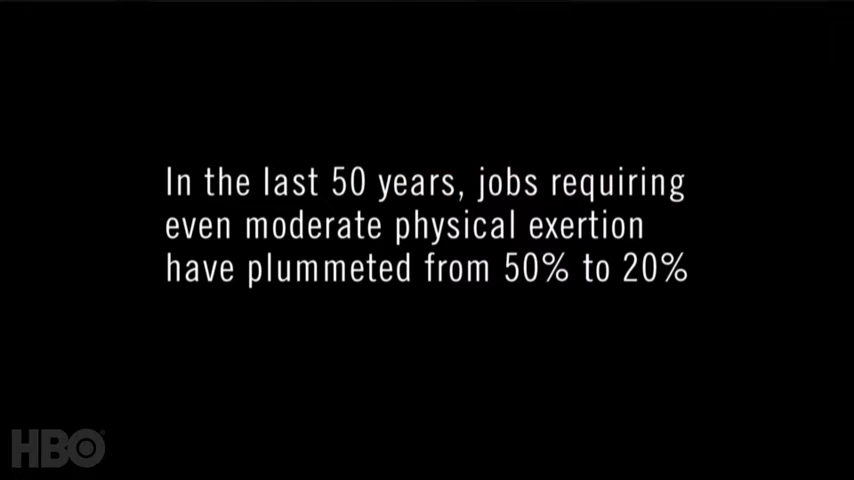 In the last 50 years, jobs requiring
even moderate physical exertion
have plummeted from 50% to 20%
HBO®